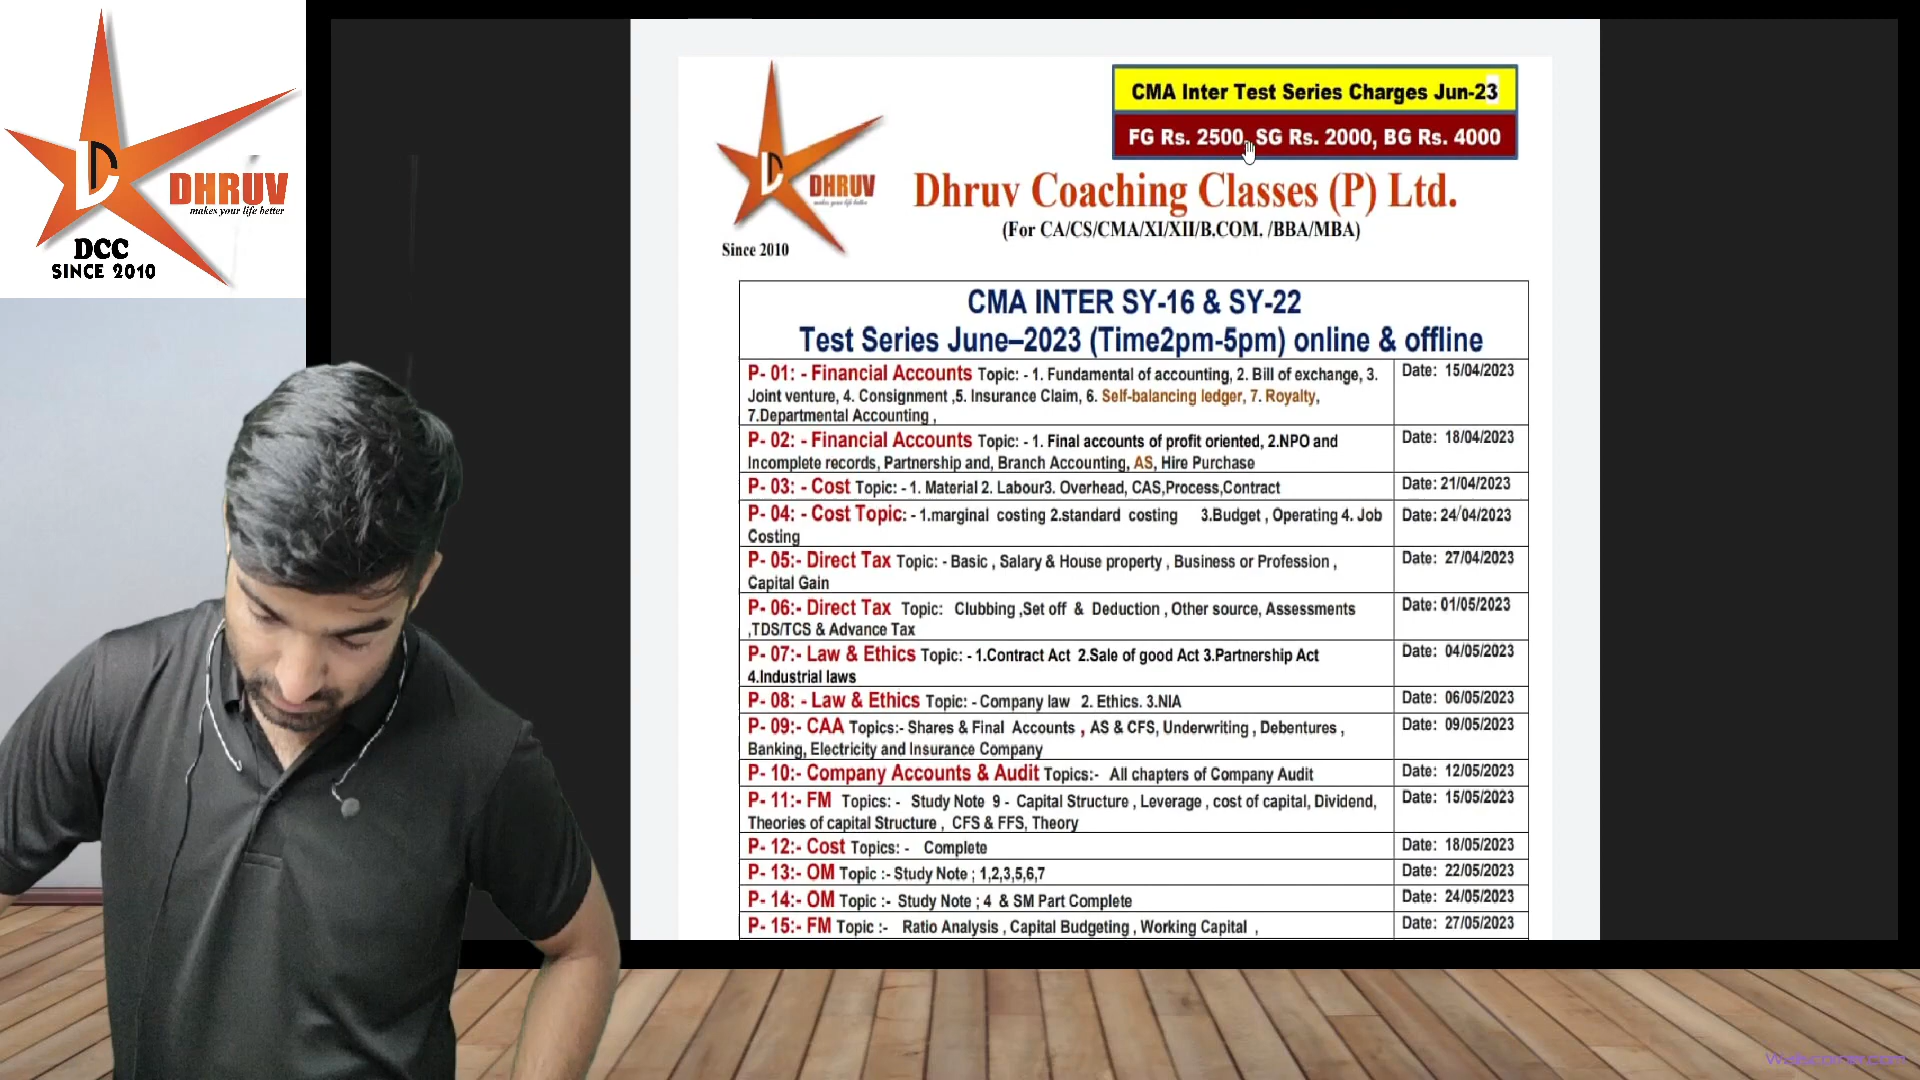 DHRUV
makes your life better
DCC
SINCE 2010
CMA Inter Test Series Charges Jun-23
FG Rs. 2500, SG Rs. 2000, BG Rs. 4000
DHRUV
makes your life better
Since 2010
Dhruv Coaching Classes (P) Ltd.
(For CA/CS/CMA/XI/XII/B.COM. /BBA/MBA)
CMA INTER SY-16 & SY-22
Test Series June–2023 (Time2pm-5pm) online & offline
P- 01: - Financial Accounts Topic: - 1. Fundamental of accounting, 2. Bill of exchange, 3. Date: 15/04/2023
Joint venture, 4. Consignment ,5. Insurance Claim, 6. Self-balancing ledger, 7. Royalty,
7.Departmental Accounting ,
P- 02: - Financial Accounts Topic: - 1. Final accounts of profit oriented, 2.NPO and Date: 18/04/2023
Incomplete records, Partnership and, Branch Accounting, AS, Hire Purchase
P- 03: - Cost Topic: - 1. Material 2. Labour3. Overhead, CAS,Process,Contract Date: 21/04/2023
P- 04: - Cost Topic: - 1.marginal costing 2.standard costing 3.Budget , Operating 4. Job Date: 24/04/2023
Costing
P- 05:- Direct Tax Topic: - Basic , Salary & House property , Business or Profession , Date: 27/04/2023
Capital Gain
P- 06:- Direct Tax Topic: Clubbing ,Set off & Deduction , Other source, Assessments Date: 01/05/2023
,TDS/TCS & Advance Tax
P- 07:- Law & Ethics Topic: - 1.Contract Act 2.Sale of good Act 3.Partnership Act Date: 04/05/2023
4.Industrial laws
P- 08: - Law & Ethics Topic: - Company law 2. Ethics. 3.NIA Date: 06/05/2023
P- 09:- CAA Topics:- Shares & Final Accounts , AS & CFS, Underwriting , Debentures , Date: 09/05/2023
Banking, Electricity and Insurance Company
P- 10:- Company Accounts & Audit Topics:- All chapters of Company Audit Date: 12/05/2023
P- 11:- FM Topics: - Study Note 9 - Capital Structure , Leverage , cost of capital, Dividend, Date: 15/05/2023
Theories of capital Structure , CFS & FFS, Theory
P- 12:- Cost Topics: - Complete Date: 18/05/2023
P- 13:- OM Topic :- Study Note ; 1,2,3,5,6,7 Date: 22/05/2023
P- 14:- OM Topic :- Study Note ; 4 & SM Part Complete Date: 24/05/2023
P- 15:- FM Topic :- Ratio Analysis , Capital Budgeting , Working Capital , Date: 27/05/2023